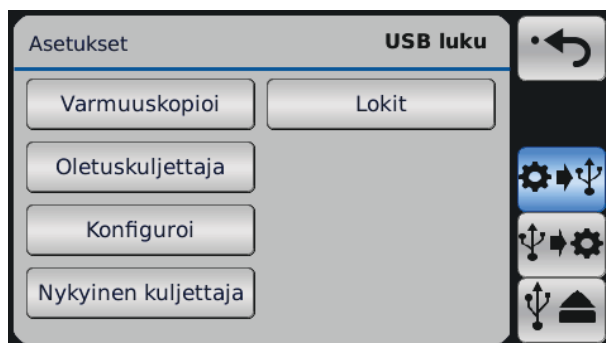 Asetukset USB luku
Varmuuskopioi Lokit
Oletuskuljettaja
Konfiguroi
Nykyinen kuljettaja